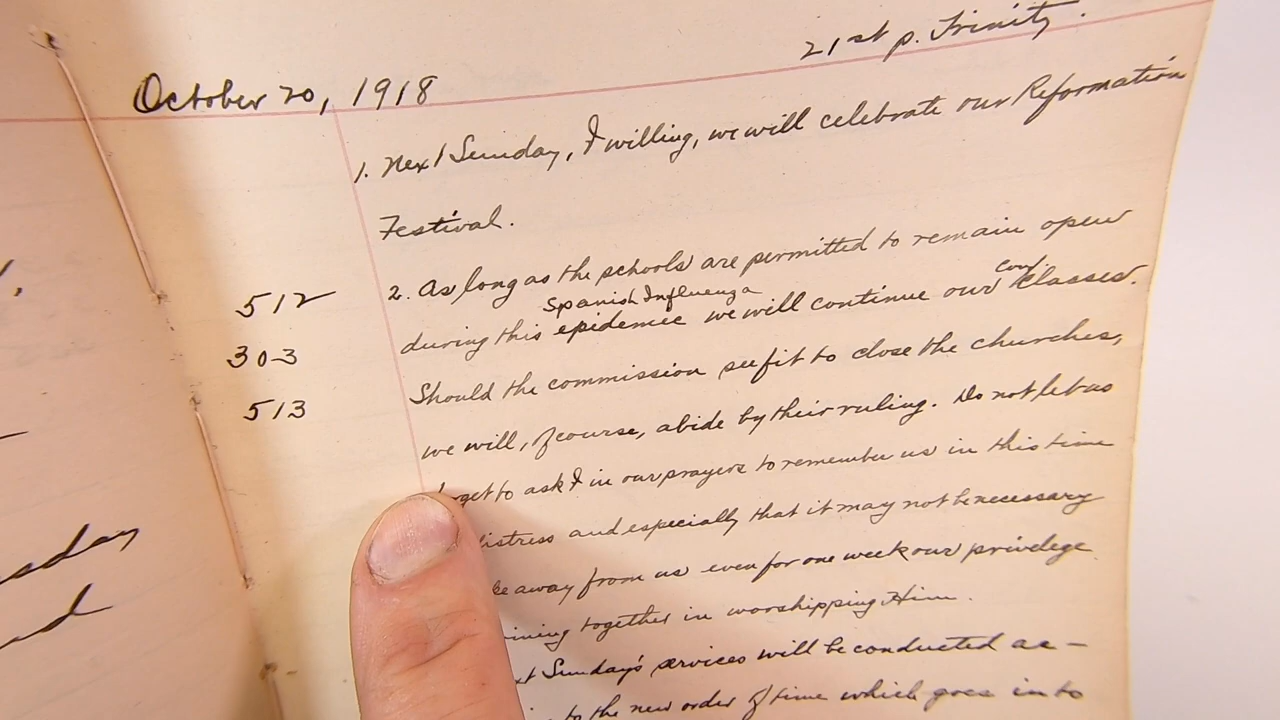 21st p. Trinity.
October 20, 1918
1. Next Sunday, willing, we will celebrate our Reformation
Festival.
512
2. As long as the schools are permitted to remain open
Spanish Influenza
during this epidemic we will continue our classes.
303
Should the commission see fit to close the churches,
513
we will, of course, abide by their ruling. Do not let us
to ask in our prayers to remember us in this time
distress and especially that it may not be necessary
away from us even for one week our privilege
together in worshipping Him.
Sunday's services will be conducted ac-
to the new order of time which goes into